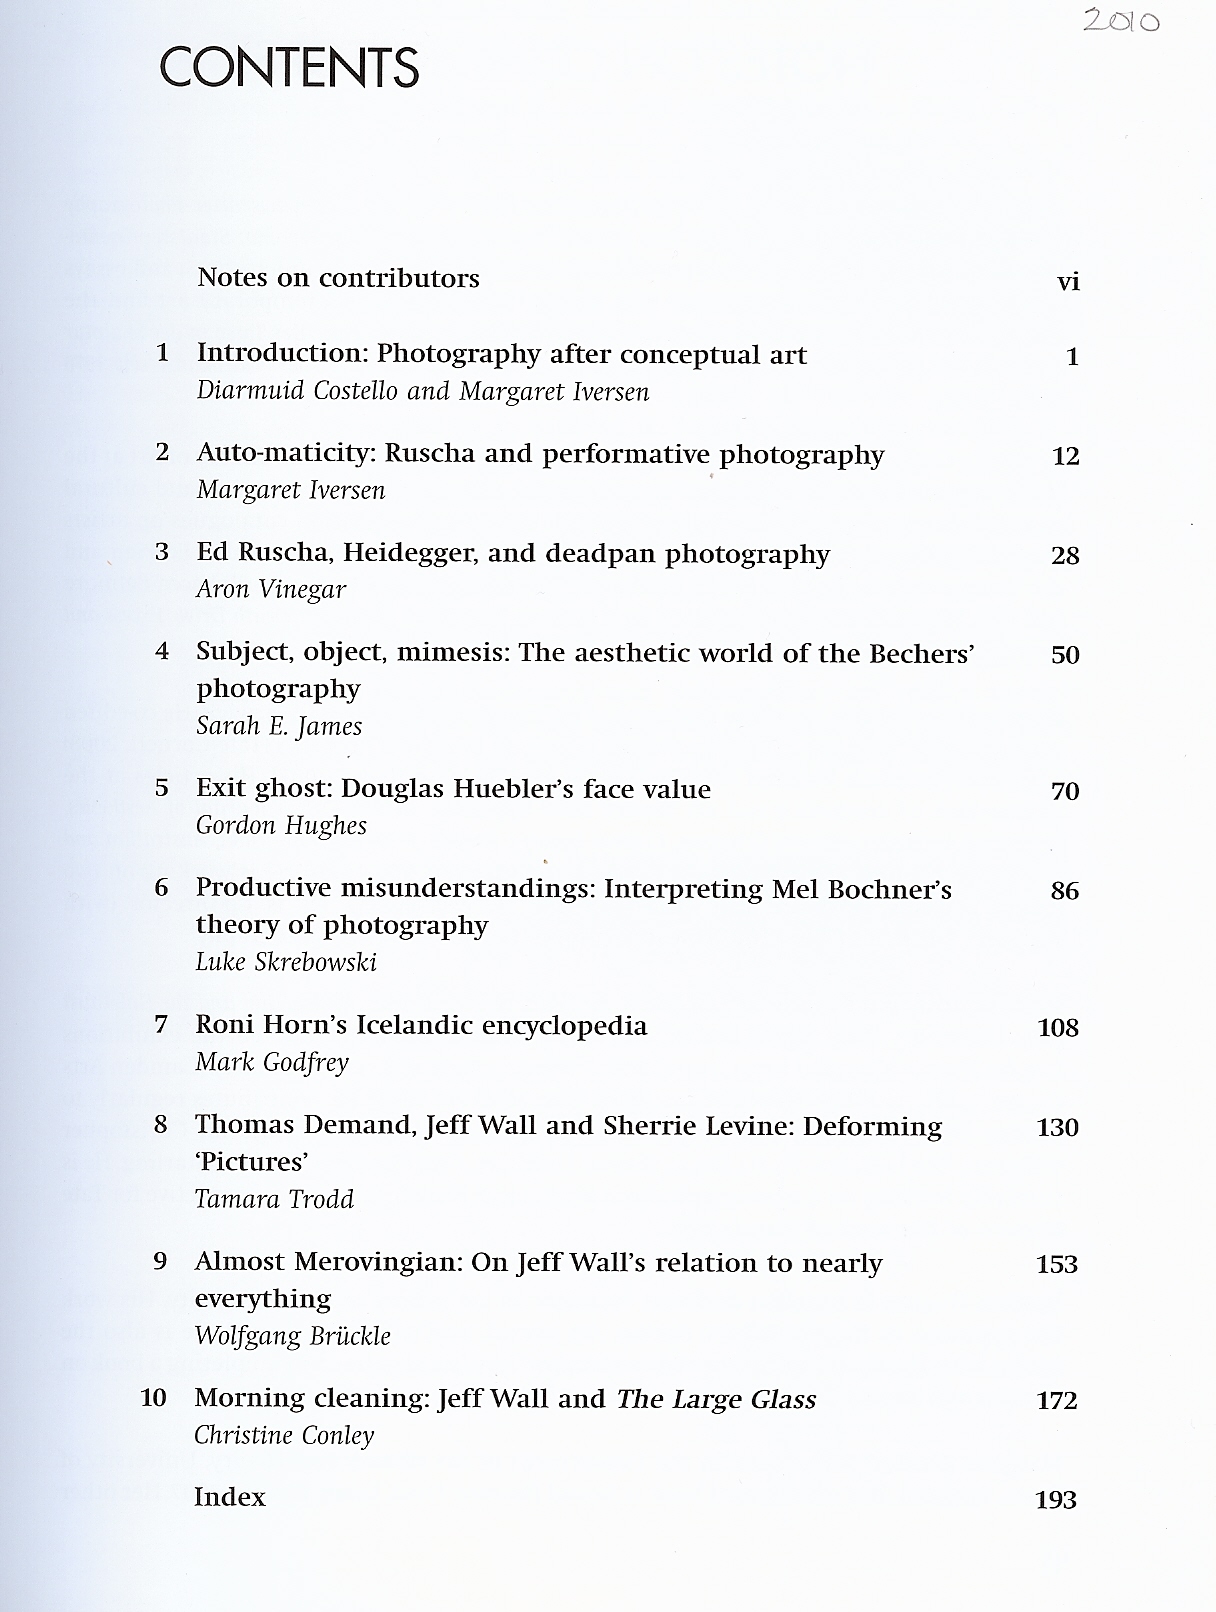 2010
CONTENTS
Notes on contributors vi
1 Introduction: Photography after conceptual art 1
Diarmuid Costello and Margaret Iversen
2 Auto-maticity: Ruscha and performative photography 12
Margaret Iversen
3 Ed Ruscha, Heidegger, and deadpan photography 28
Aron Vinegar
4 Subject, object, mimesis: The aesthetic world of the Bechers’ 50
photography
Sarah E. James
5 Exit ghost: Douglas Huebler’s face value 70
Gordon Hughes
6 Productive misunderstandings: Interpreting Mel Bochner’s 86
theory of photography
Luke Skrebowski
7 Roni Horn’s Icelandic encyclopedia 108
Mark Godfrey
8 Thomas Demand, Jeff Wall and Sherrie Levine: Deforming 130
‘Pictures’
Tamara Trodd
9 Almost Merovingian: On Jeff Wall’s relation to nearly 153
everything
Wolfgang Brückle
10 Morning cleaning: Jeff Wall and The Large Glass 172
Christine Conley
Index 193